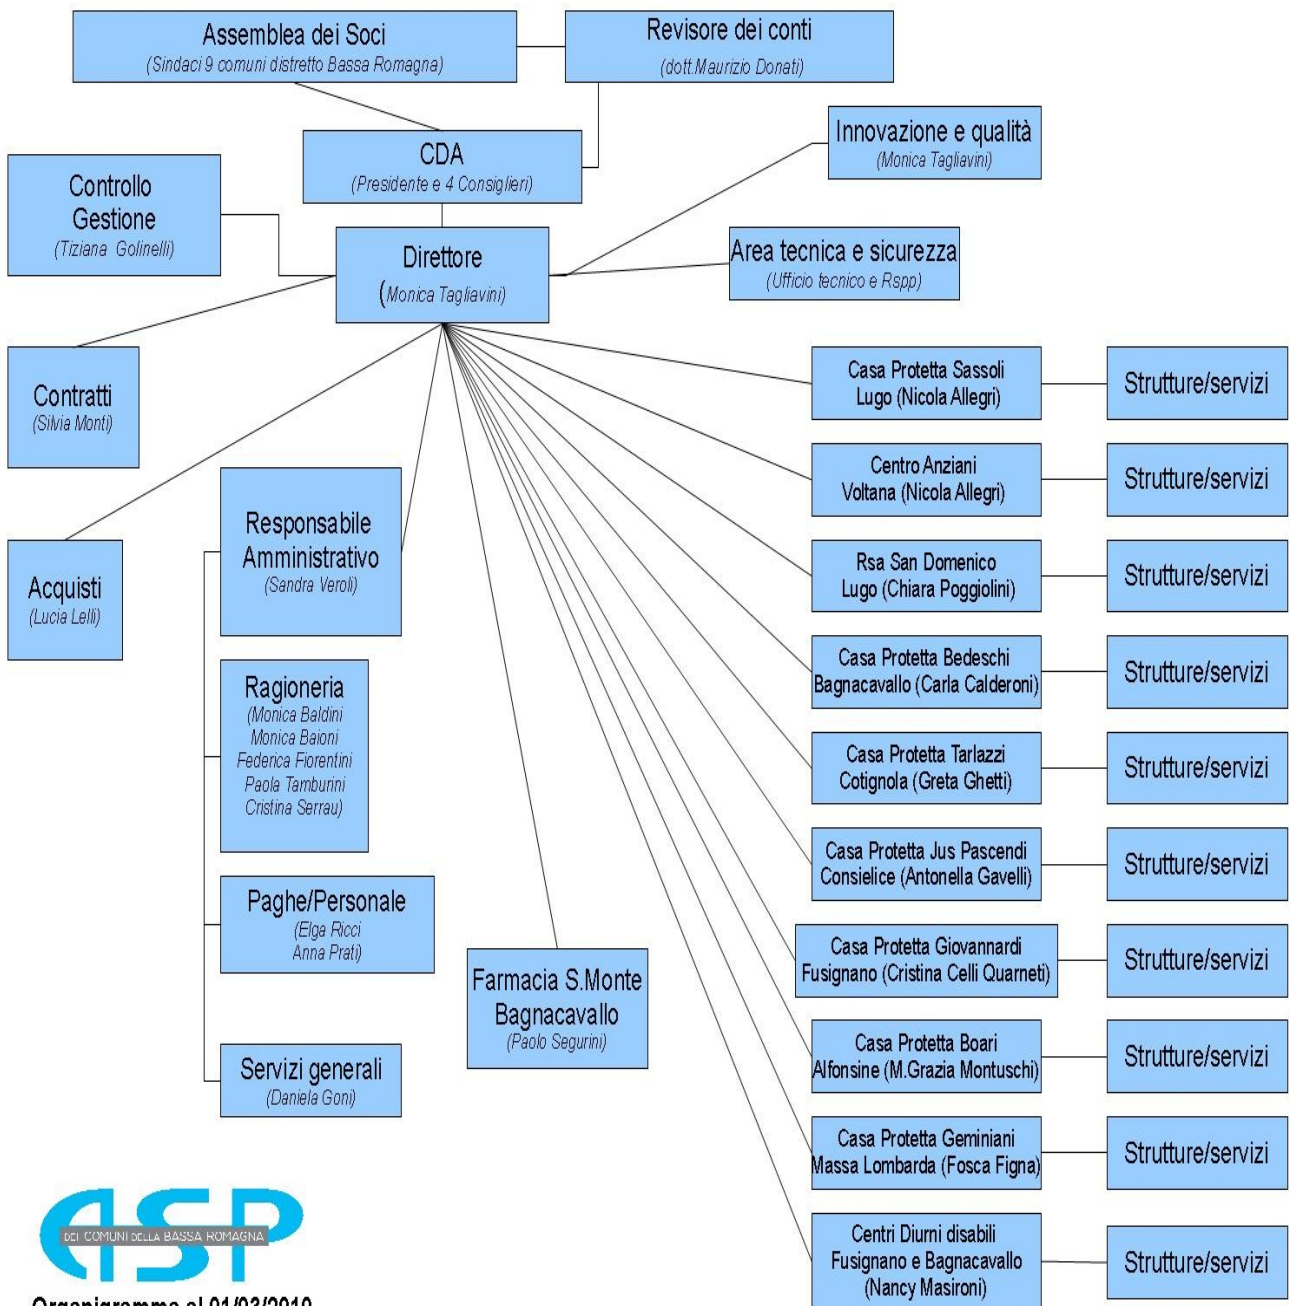 Assemblea dei Soci
(Sindaci 9 comuni distretto Bassa Romagna)
Revisore dei conti
(dott.Maurizio Donati)
CDA
(Presidente e 4 Consiglieri)
Innovazione e qualità
(Monica Tagliavini)
Controllo
Gestione
(Tiziana Golinelli)
Direttore
(Monica Tagliavini)
Area tecnica e sicurezza
(Ufficio tecnico e Rspp)
Contratti
(Silvia Monti)
Acquisti
(Lucia Lelli)
Responsabile
Amministrativo
(Sandra Veroli)
Ragioneria
(Monica Baldini
Monica Baioni
Federica Fiorentini
Paola Tamburini
Cristina Serrau)
Paghe/Personale
(Elga Ricci
Anna Prati)
Servizi generali
(Daniela Goni)
Farmacia S.Monte
Bagnacavallo
(Paolo Segurini)
Casa Protetta Sassoli
Lugo (Nicola Allegri)
Strutture/servizi
Centro Anziani
Voltana (Nicola Allegri)
Strutture/servizi
Rsa San Domenico
Lugo (Chiara Poggiolini)
Strutture/servizi
Casa Protetta Bedeschi
Bagnacavallo (Carla Calderoni)
Strutture/servizi
Casa Protetta Tarlazzi
Cotignola (Greta Ghetti)
Strutture/servizi
Casa Protetta Jus Pascendi
Consielice (Antonella Gavelli)
Strutture/servizi
Casa Protetta Giovannardi
Fusignano (Cristina Celli Quarneti)
Strutture/servizi
Casa Protetta Boari
Alfonsine (M.Grazia Montuschi)
Strutture/servizi
Casa Protetta Geminiani
Massa Lombarda (Fosca Figna)
Strutture/servizi
Centri Diurni disabili
Fusignano e Bagnacavallo
(Nancy Masironi)
Strutture/servizi
ASP
DEI COMUNI DELLA BASSA ROMAGNA
Organigramma al